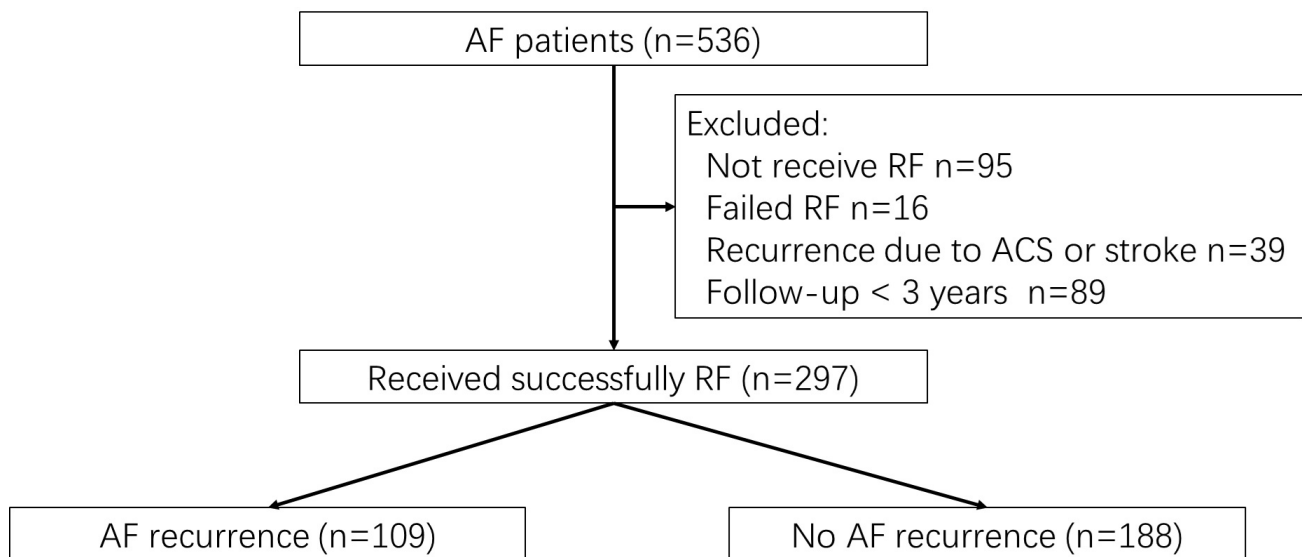 AF patients (n=536)
Excluded:
Not receive RF n=95
Failed RF n=16
Recurrence due to ACS or stroke n=39
Follow-up < 3 years n=89
Received successfully RF (n=297)
AF recurrence (n=109)
No AF recurrence (n=188)